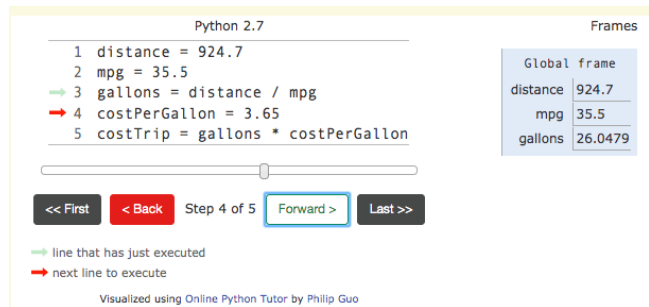 Python 2.7
1 distance = 924.7
2 mpg = 35.5
3 gallons = distance / mpg
4 costPerGallon = 3.65
5 costTrip = gallons * costPerGallon
<< First
< Back
Step 4 of 5
Forward >
Last >>
line that has just executed
next line to execute
Visualized using Online Python Tutor by Philip Guo
Frames
Global frame
distance 924.7
mpg 35.5
gallons 26.0479